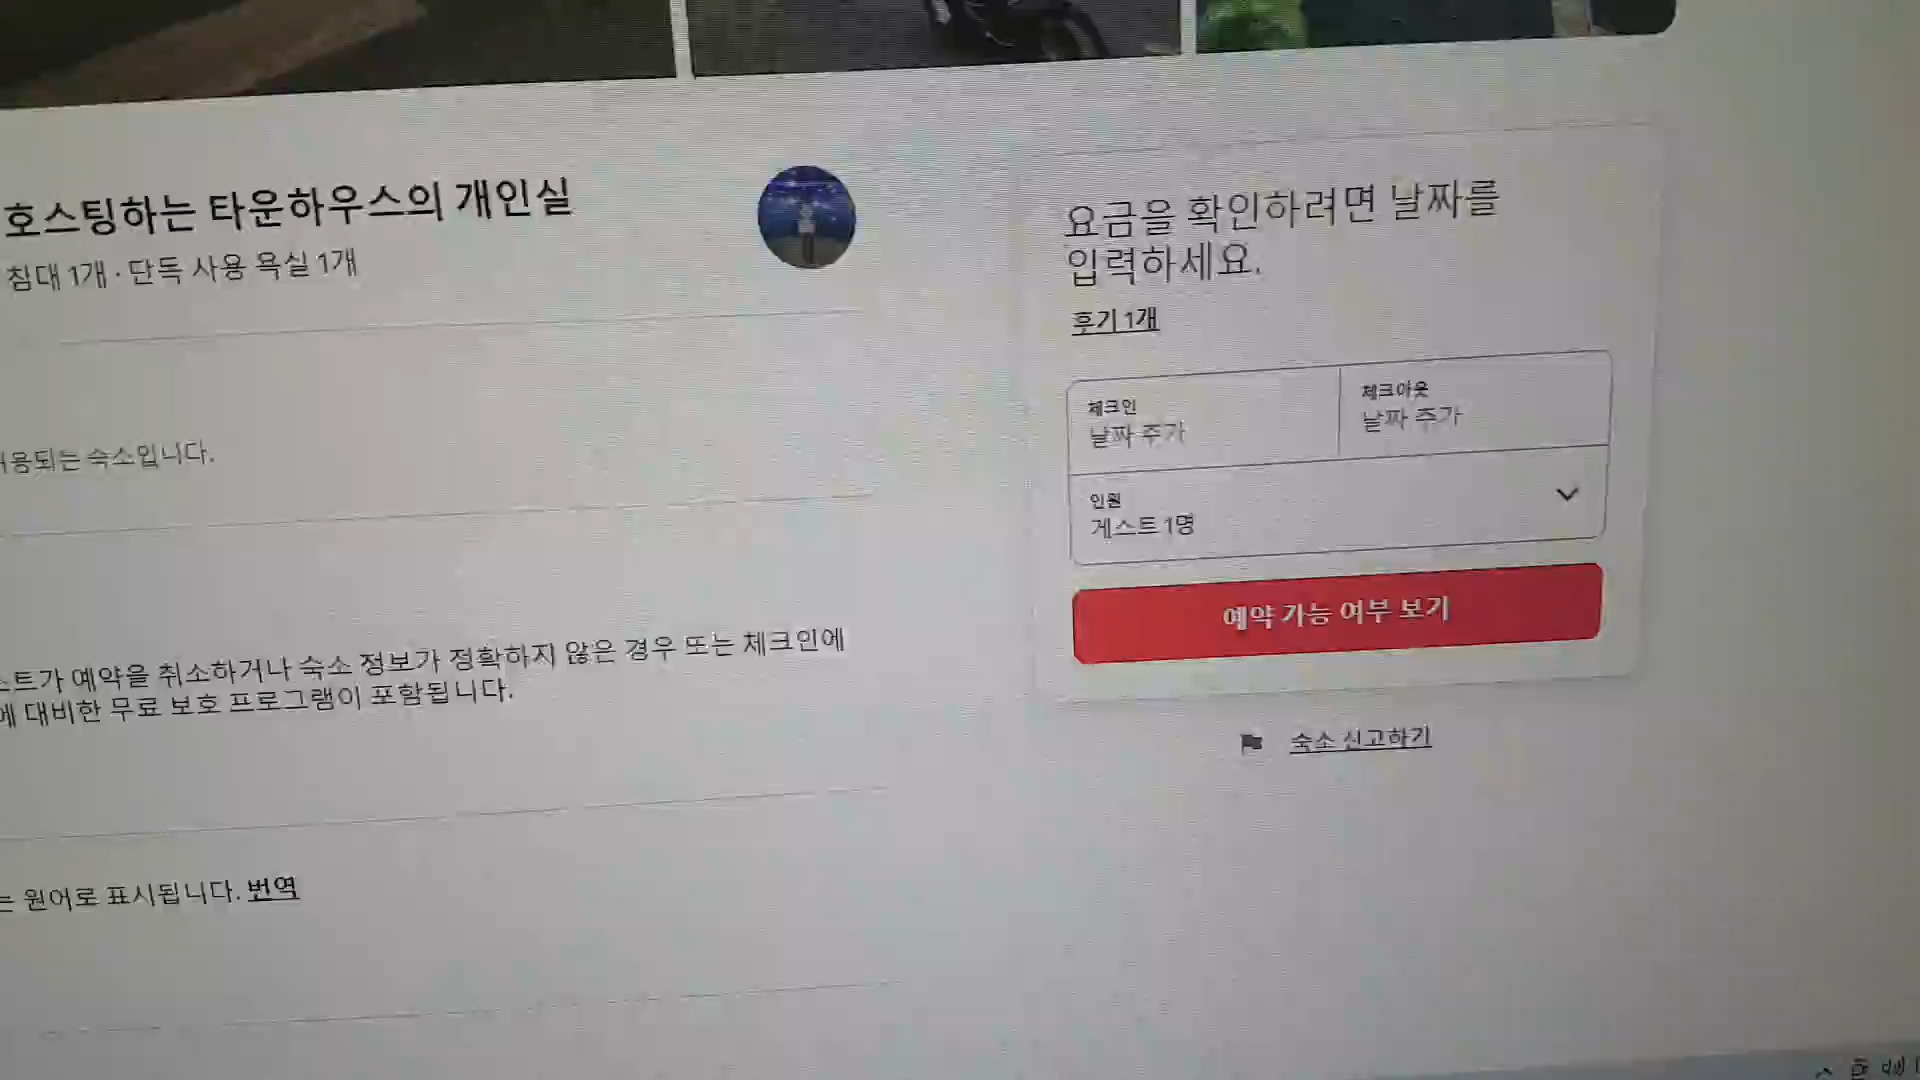 호스팅하는 타운하우스의 개인실
침대 1개 · 단독 사용 욕실 1개
용되는 숙소입니다.
스트가 예약을 취소하거나 숙소 정보가 정확하지 않은 경우 또는 체크인에
에 대비한 무료 보호 프로그램이 포함됩니다.
는 원어로 표시됩니다. 번역
요금을 확인하려면 날짜를
입력하세요.
후기 1개
체크인
날짜 추가
체크아웃
날짜 추가
인원
게스트 1명
예약 가능 여부 보기
숙소 신고하기